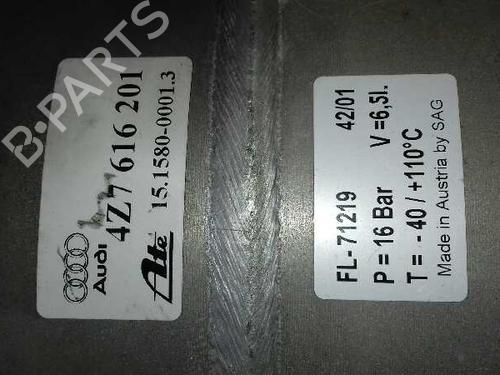 B-PARTS
Audi
4Z7 616 201
Ate
15.1580-0001.3
FL-71219 42/01
P = 16 Bar V =6,5l.
T = - 40 / +110°C
Made in Austria by SAG